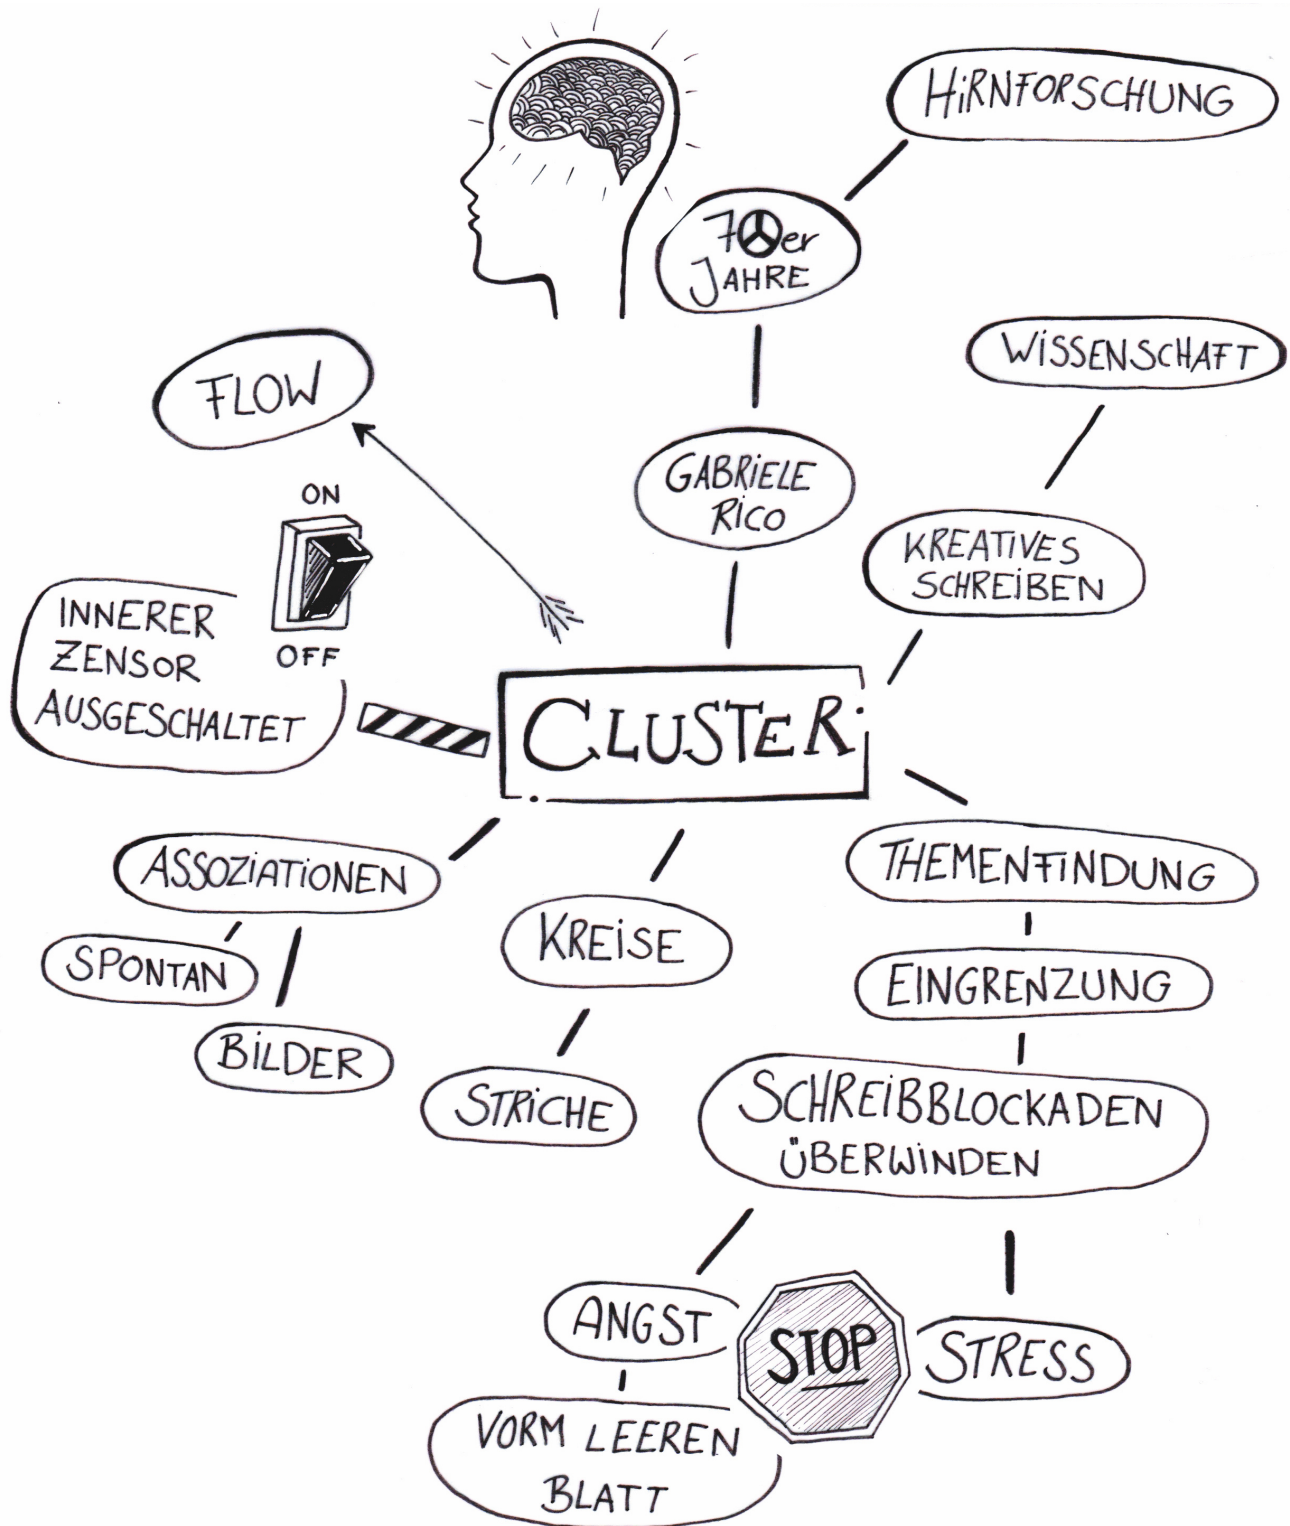 HIRNFORSCHUNG
70er
JAHRE
WISSENSCHAFT
FLOW
GABRIELE
RICO
ON
KREATIVES
SCHREIBEN
INNERER
ZENSOR
AUSGESCHALTET
OFF
CLUSTER
ASSOZIATIONEN
THEMENFINDUNG
KREISE
SPONTAN
EINGRENZUNG
BILDER
STRICHE
SCHREIBBLOCKADEN
ÜBERWINDEN
ANGST
STOP
STRESS
VORM LEEREN
BLATT